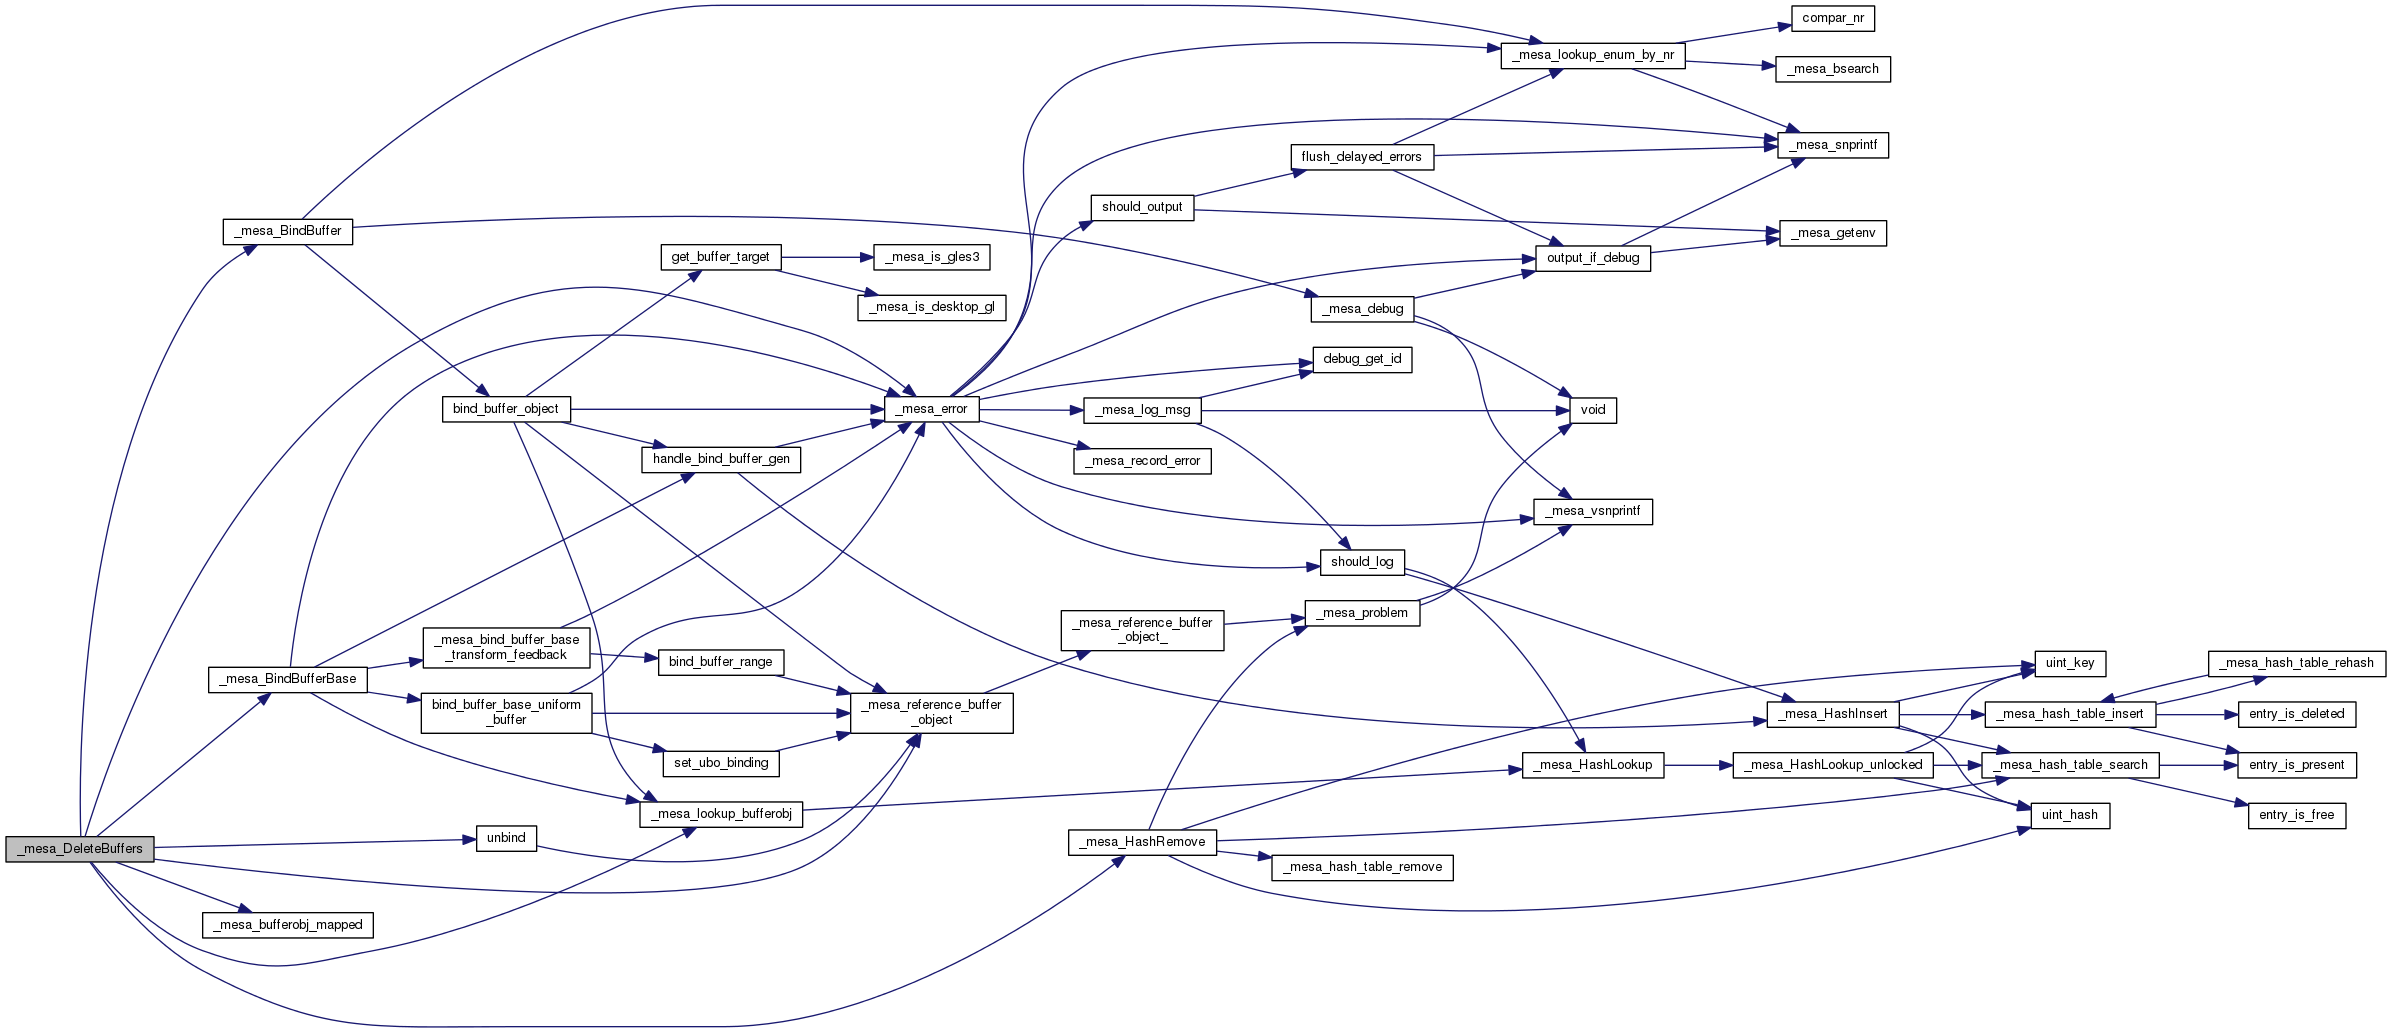 compar_nr
_mesa_lookup_enum_by_nr
_mesa_bsearch
_mesa_snprintf
flush_delayed_errors
should_output
_mesa_BindBuffer
_mesa_getenv
get_buffer_target
_mesa_is_gles3
output_if_debug
_mesa_is_desktop_gl
_mesa_debug
debug_get_id
bind_buffer_object
_mesa_error
_mesa_log_msg
void
handle_bind_buffer_gen
_mesa_record_error
_mesa_vsnprintf
should_log
_mesa_problem
_mesa_reference_buffer
_object_
_mesa_bind_buffer_base
_transform_feedback
bind_buffer_range
uint_key
_mesa_hash_table_rehash
_mesa_BindBufferBase
bind_buffer_base_uniform
_buffer
_mesa_reference_buffer
_object
_mesa_HashInsert
_mesa_hash_table_insert
entry_is_deleted
set_ubo_binding
_mesa_HashLookup
_mesa_HashLookup_unlocked
_mesa_hash_table_search
entry_is_present
_mesa_lookup_bufferobj
uint_hash
entry_is_free
unbind
_mesa_HashRemove
_mesa_DeleteBuffers
_mesa_hash_table_remove
_mesa_bufferobj_mapped